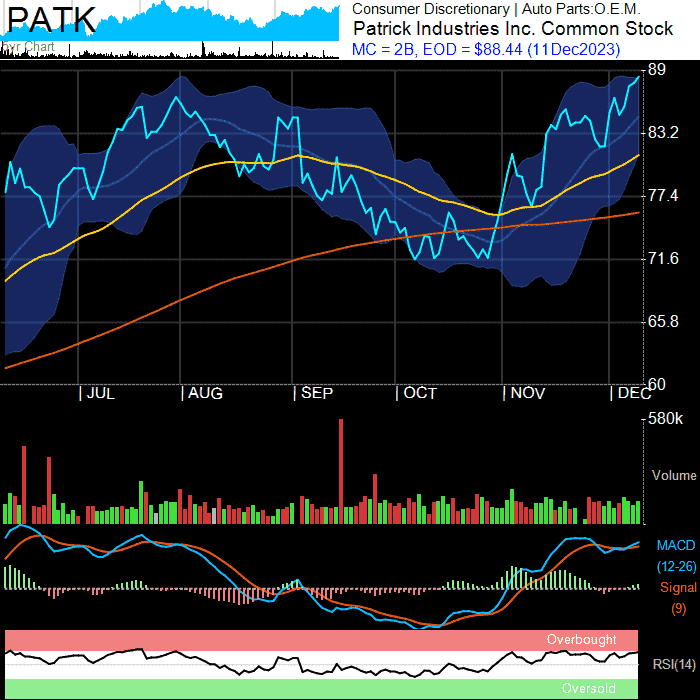 PATK
Consumer Discretionary | Auto Parts:O.E.M.
Patrick Industries Inc. Common Stock
MC = 2B, EOD = $88.44 (11Dec2023)
5yr Chart
89
83.2
77.4
71.6
65.8
60
JUL AUG SEP OCT NOV DEC
580k
Volume
MACD
(12-26)
Signal
(9)
Overbought
RSI(14)
Oversold